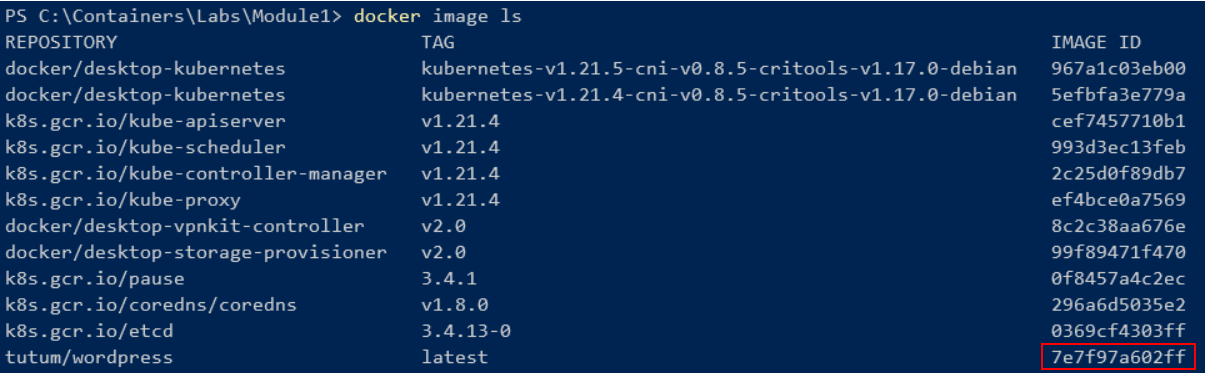 PS C:\Containers\Labs\Module1> docker image ls
REPOSITORY TAG IMAGE ID
docker/desktop-kubernetes kubernetes-v1.21.5-cni-v0.8.5-critools-v1.17.0-debian 967a1c03eb00
docker/desktop-kubernetes kubernetes-v1.21.4-cni-v0.8.5-critools-v1.17.0-debian 5efbfa3e779a
k8s.gcr.io/kube-apiserver v1.21.4 cef7457710b1
k8s.gcr.io/kube-scheduler v1.21.4 993d3ec13feb
k8s.gcr.io/kube-controller-manager v1.21.4 2c25d0f89db7
k8s.gcr.io/kube-proxy v1.21.4 ef4bce0a7569
docker/desktop-vpnkit-controller v2.0 8c2c38aa676e
docker/desktop-storage-provisioner v2.0 99f89471f470
k8s.gcr.io/pause 3.4.1 0f8457a4c2ec
k8s.gcr.io/coredns/coredns v1.8.0 296a6d5035e2
k8s.gcr.io/etcd 3.4.13-0 0369cf4303ff
tutum/wordpress latest 7e7f97a602ff